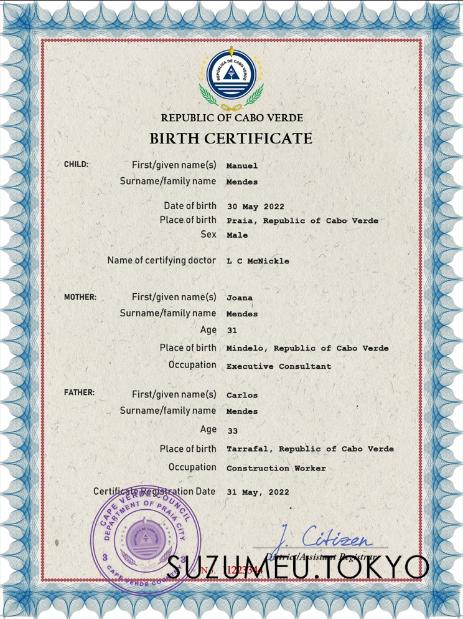 REPUBLICA DE CABO VERDE
REPUBLIC OF CABO VERDE
BIRTH CERTIFICATE
CHILD: First/given name(s) Manuel
Surname/family name Mendes
Date of birth 30 May 2022
Place of birth Praia, Republic of Cabo Verde
Sex Male
Name of certifying doctor L C McNickle
MOTHER: First/given name(s) Joana
Surname/family name Mendes
Age 31
Place of birth Mindelo, Republic of Cabo Verde
Occupation Executive Consultant
FATHER: First/given name(s) Carlos
Surname/family name Mendes
Age 33
Place of birth Tarrafal, Republic of Cabo Verde
Occupation Construction Worker
Certificate Registration Date 31 May, 2022
CAPE VERDE COUNCIL
DEPARTMENT OF PRAIA CITY
3 3
J. Citizen
District/Assistant Registrar
SUZUMEU.TOKYO